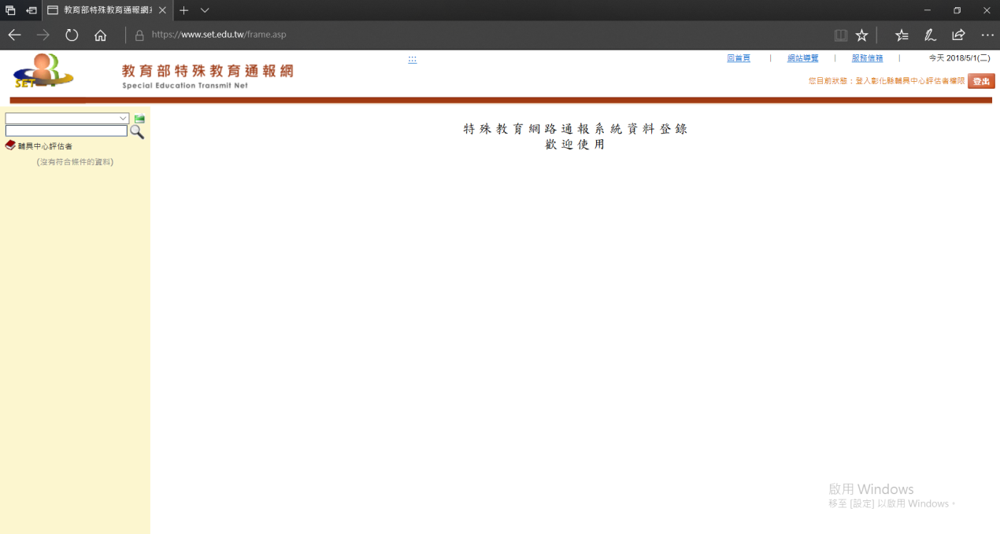 教育部特殊教育通報網
https://www.set.edu.tw/frame.asp
SET
教育部特殊教育通報網
Special Education Transmit Net
:::
回首頁 | 網站導覽 | 服務信箱 | 今天 2018/5/1(二)
您目前狀態：登入彰化縣輔具中心評估者權限 登出
輔具中心評估者
(沒有符合條件的資料)
特殊教育網路通報系統資料登錄
歡迎使用
啟用 Windows
移至 [設定] 以啟用 Windows。